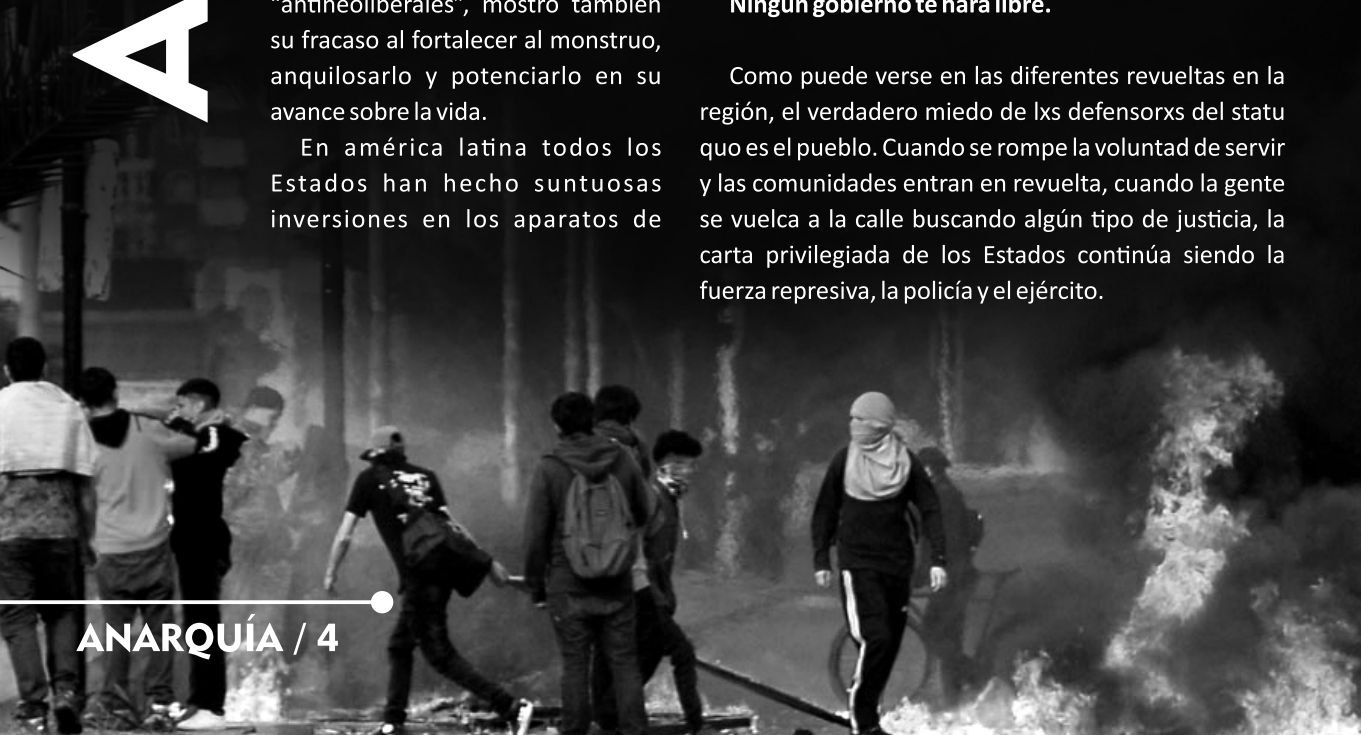 A
"antineoliberales", mostró también
su fracaso al fortalecer al monstruo,
anquilosarlo y potenciarlo en su
avance sobre la vida.
En américa latina todos los
Estados han hecho suntuosas
inversiones en los aparatos de
Ningún gobierno te hará libre.
Como puede verse en las diferentes revueltas en la
región, el verdadero miedo de lxs defensorxs del statu
quo es el pueblo. Cuando se rompe la voluntad de servir
y las comunidades entran en revuelta, cuando la gente
se vuelca a la calle buscando algún tipo de justicia, la
carta privilegiada de los Estados continúa siendo la
fuerza represiva, la policía y el ejército.
ANARQUÍA / 4